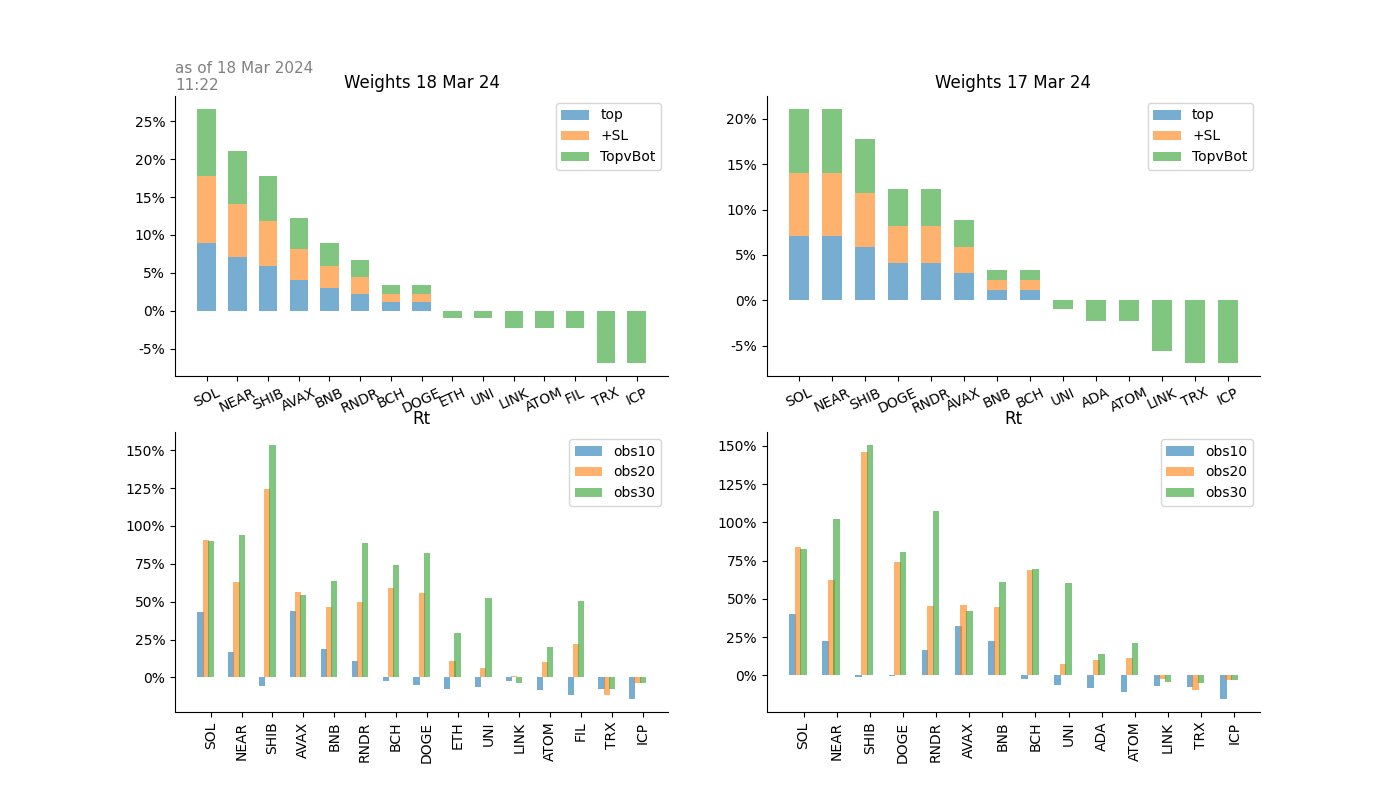 as of 18 Mar 2024
11:22
Weights 18 Mar 24
25%
20%
15%
10%
5%
0%
-5%
top
+SL
TopvBot
SOL NEAR SHIB AVAX BNB RNDR BCH DOGE ETH UNI LINK ATOM FIL TRX ICP
Weights 17 Mar 24
20%
15%
10%
5%
0%
-5%
top
+SL
TopvBot
SOL NEAR SHIB DOGE RNDR AVAX BNB BCH UNI ADA ATOM LINK TRX ICP
Rt
150%
125%
100%
75%
50%
25%
0%
obs10
obs20
obs30
SOL NEAR SHIB AVAX BNB RNDR BCH DOGE ETH UNI LINK ATOM FIL TRX ICP
Rt
150%
125%
100%
75%
50%
25%
0%
obs10
obs20
obs30
SOL NEAR SHIB DOGE RNDR AVAX BNB BCH UNI ADA ATOM LINK TRX ICP